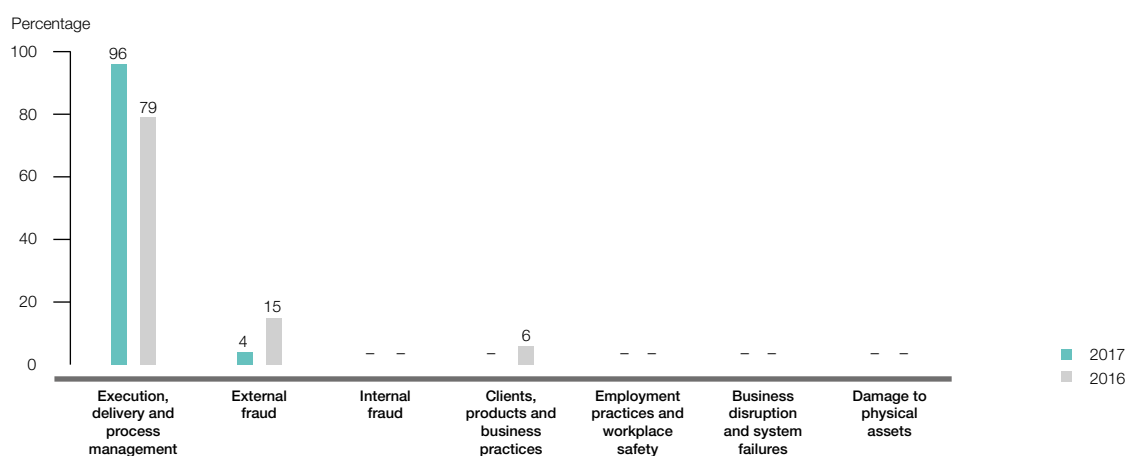 Percentage
100
96
79
80
60
40
20
15
4
6
0
– – – – – – – – –
2017
2016
Execution,
delivery and
process
management
External
fraud
Internal
fraud
Clients,
products and
business
practices
Employment
practices and
workplace
safety
Business
disruption
and system
failures
Damage to
physical
assets